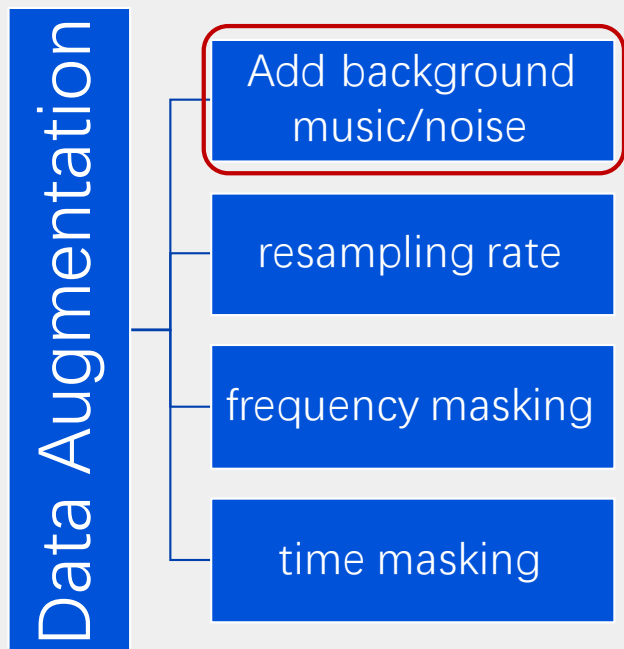 Data Augmentation
Add background
music/noise
resampling rate
frequency masking
time masking